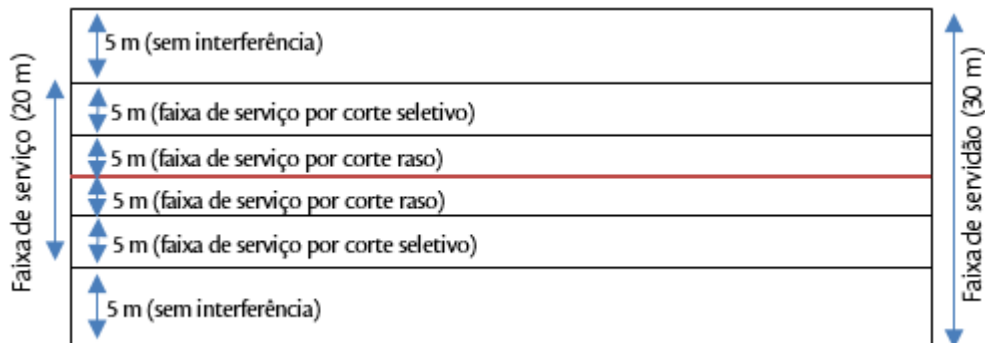 5 m (sem interferência)
5 m (faixa de serviço por corte seletivo)
5 m (faixa de serviço por corte raso)
5 m (faixa de serviço por corte raso)
5 m (faixa de serviço por corte seletivo)
5 m (sem interferência)
Faixa de serviço (20 m)
Faixa de servidão (30 m)